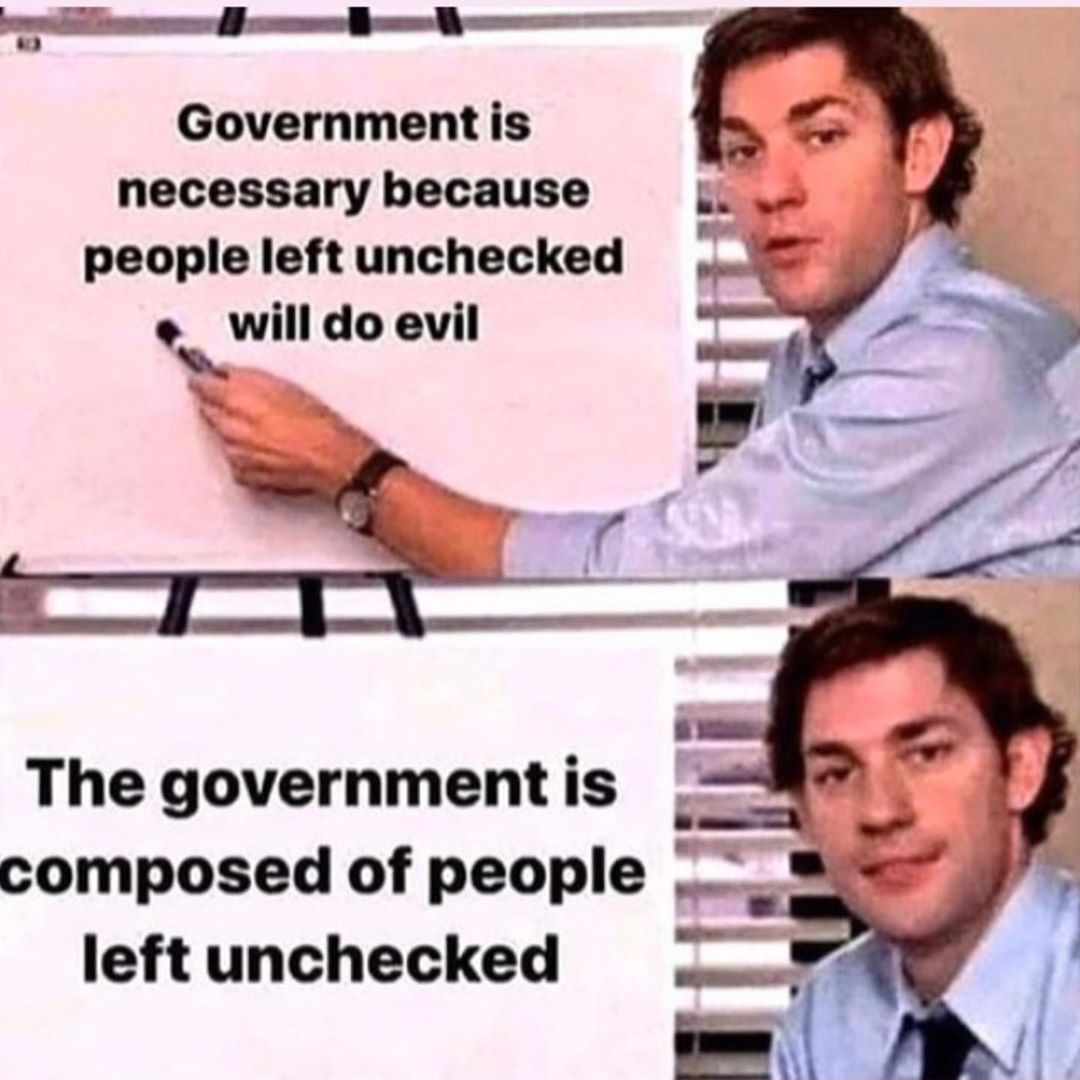 Government is
necessary because
people left unchecked
will do evil
The government is
composed of people
left unchecked